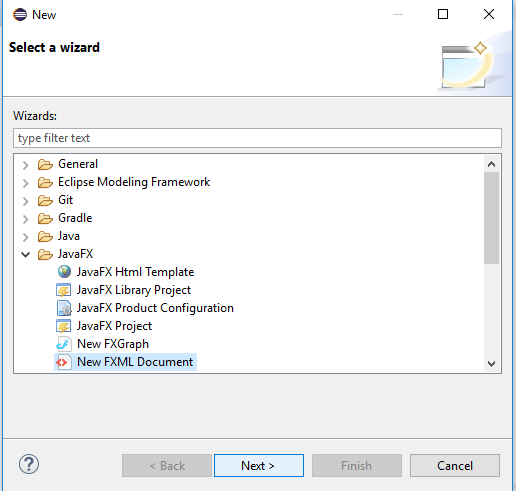 New
Select a wizard
Wizards:
type filter text
General
Eclipse Modeling Framework
Git
Gradle
Java
JavaFX
JavaFX Html Template
JavaFX Library Project
JavaFX Product Configuration
JavaFX Project
New FXGraph
New FXML Document
? < Back Next > Finish Cancel